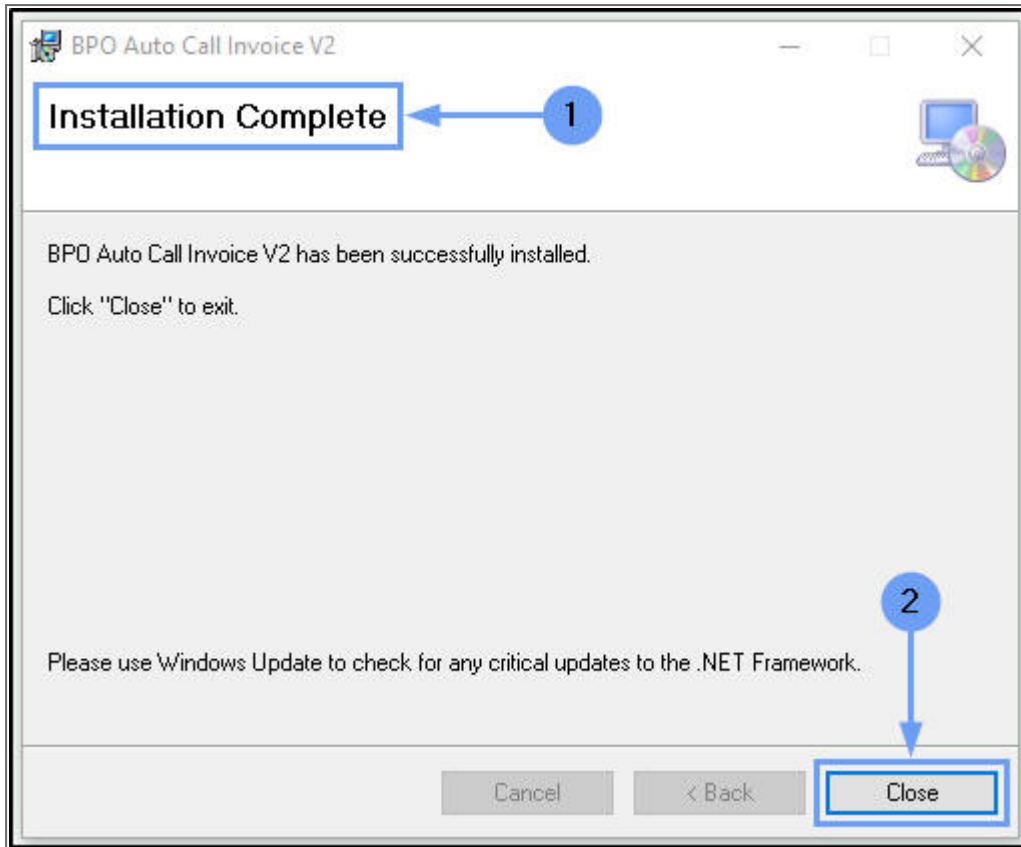 BPO Auto Call Invoice V2
Installation Complete
1
BPO Auto Call Invoice V2 has been successfully installed.
Click "Close" to exit.
2
Please use Windows Update to check for any critical updates to the .NET Framework.
Cancel
< Back
Close